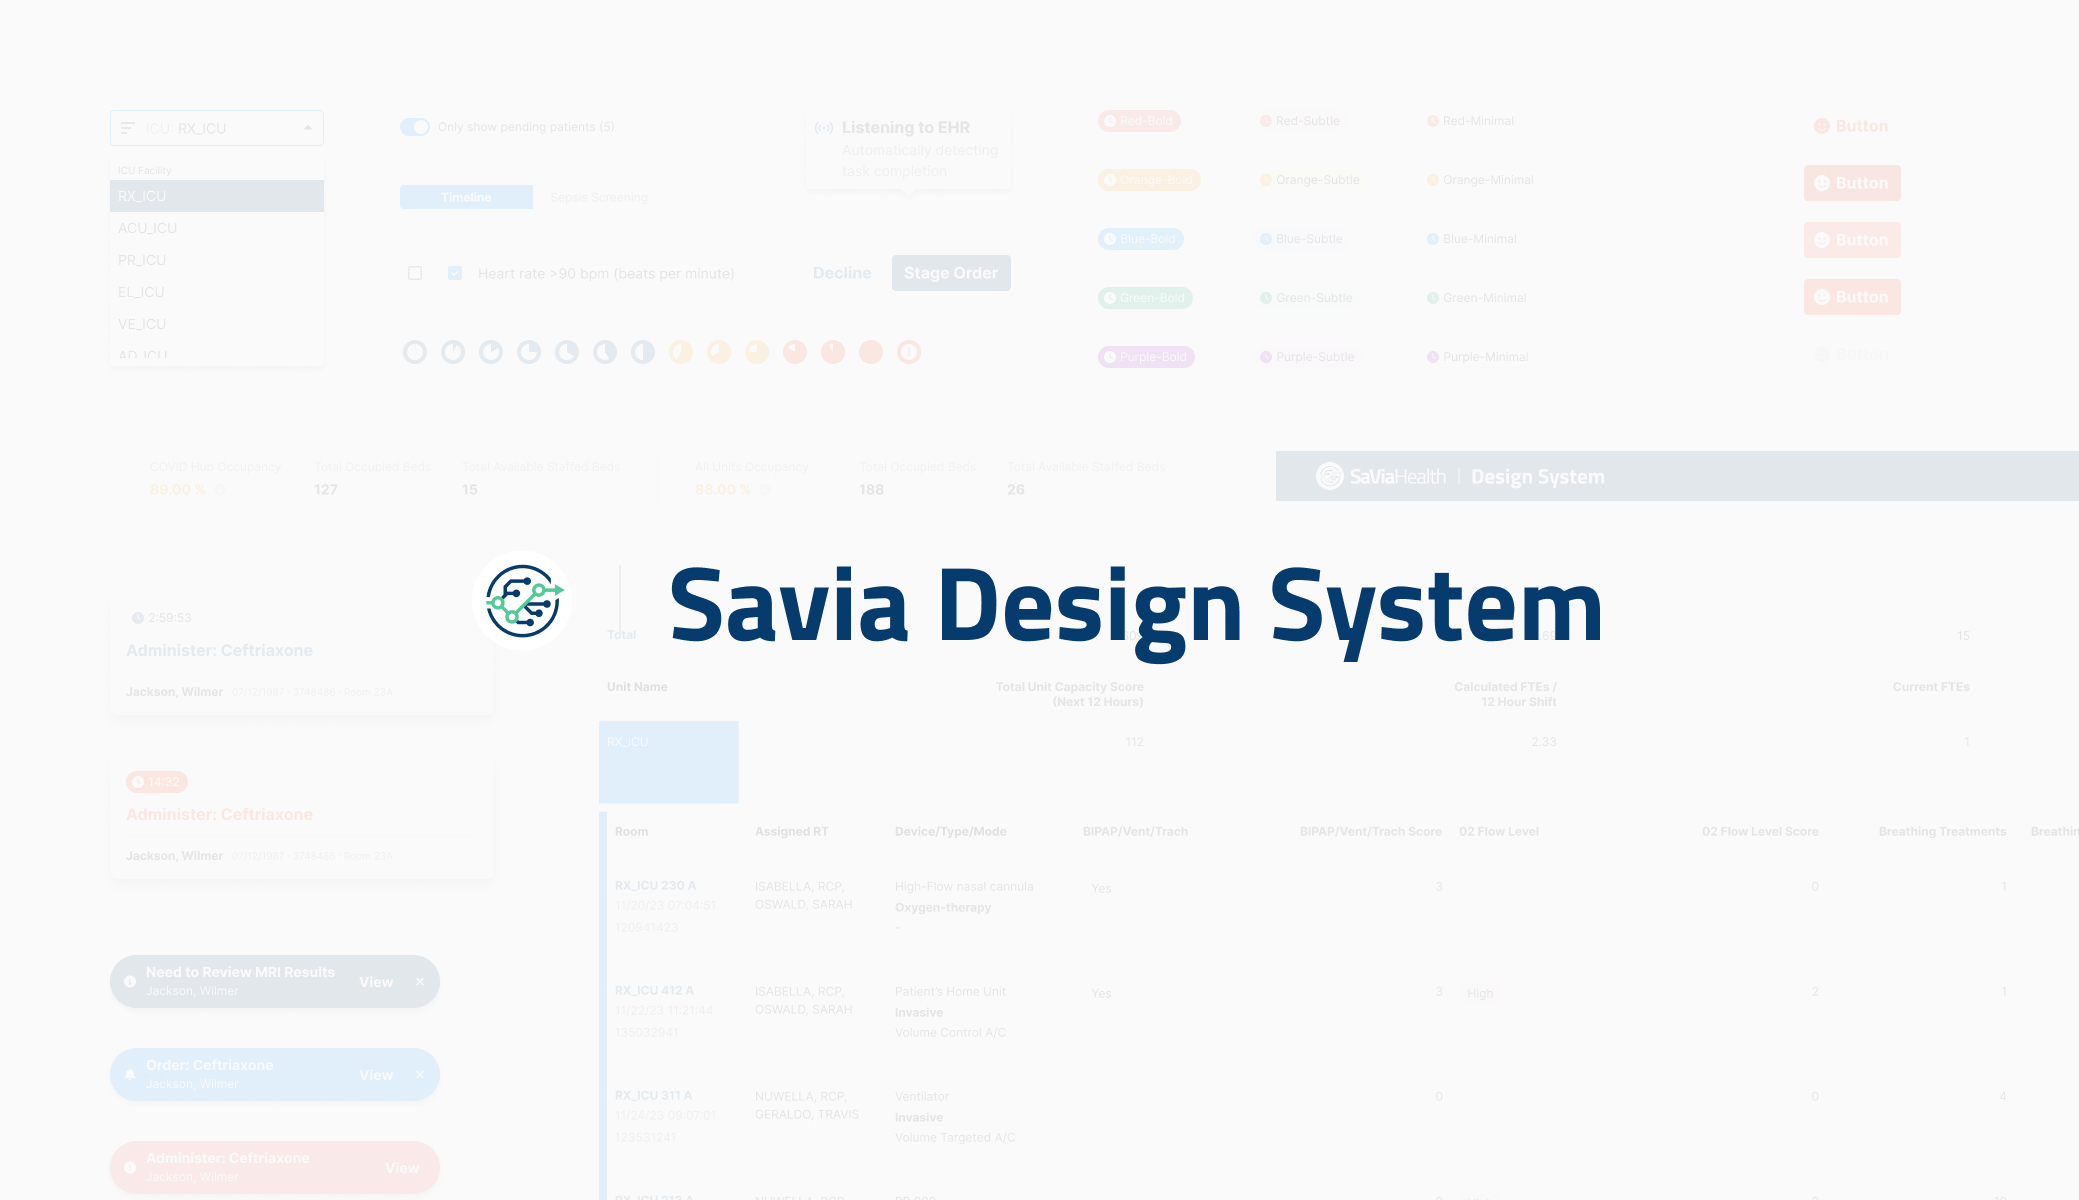 ICU: RX_ICU
ICU Facility
RX_ICU
ACU_ICU
PR_ICU
EL_ICU
VE_ICU
AD_ICU
Only show pending patients (5)
Timeline Sepsis Screening
Heart rate >90 bpm (beats per minute)
Listening to EHR
Automatically detecting
task completion
Decline Stage Order
Red-Bold Red-Subtle Red-Minimal
Orange-Bold Orange-Subtle Orange-Minimal
Blue-Bold Blue-Subtle Blue-Minimal
Green-Bold Green-Subtle Green-Minimal
Purple-Bold Purple-Subtle Purple-Minimal
Button
Button
Button
Button
Button
COVID Hub Occupancy Total Occupied Beds Total Available Staffed Beds All Units Occupancy Total Occupied Beds Total Available Staffed Beds
89.00 % 127 15 88.00 % 188 26
SaViaHealth | Design System
Savia Design System
2:59:53
Administer: Ceftriaxone
Jackson, Wilmer 07/12/1987 · 3748488 · Room 23A
14:32
Administer: Ceftriaxone
Jackson, Wilmer 07/12/1987 · 3748488 · Room 23A
Need to Review MRI Results
Jackson, Wilmer
View
Order: Ceftriaxone
Jackson, Wilmer
View
Administer: Ceftriaxone
Jackson, Wilmer
View
Total 15
Unit Name Total Unit Capacity Score Calculated FTEs / Current FTEs
(Next 12 Hours) 12 Hour Shift
RX_ICU 112 2.33 1
Room Assigned RT Device/Type/Mode BIPAP/Vent/Trach BIPAP/Vent/Trach Score 02 Flow Level 02 Flow Level Score Breathing Treatments
RX_ICU 230 A ISABELLA, RCP, High-Flow nasal cannula Yes 3 0 1
11/20/23 07:04:51 OSWALD, SARAH Oxygen-therapy
120941423 -
RX_ICU 412 A ISABELLA, RCP, Patient's Home Unit Yes 3 High 2 1
11/22/23 11:21:44 OSWALD, SARAH Invasive
135032941 Volume Control A/C
RX_ICU 311 A NUWELLA, RCP, Ventilator 0 0 4
11/24/23 09:07:01 GERALDO, TRAVIS Invasive
123531241 Volume Targeted A/C